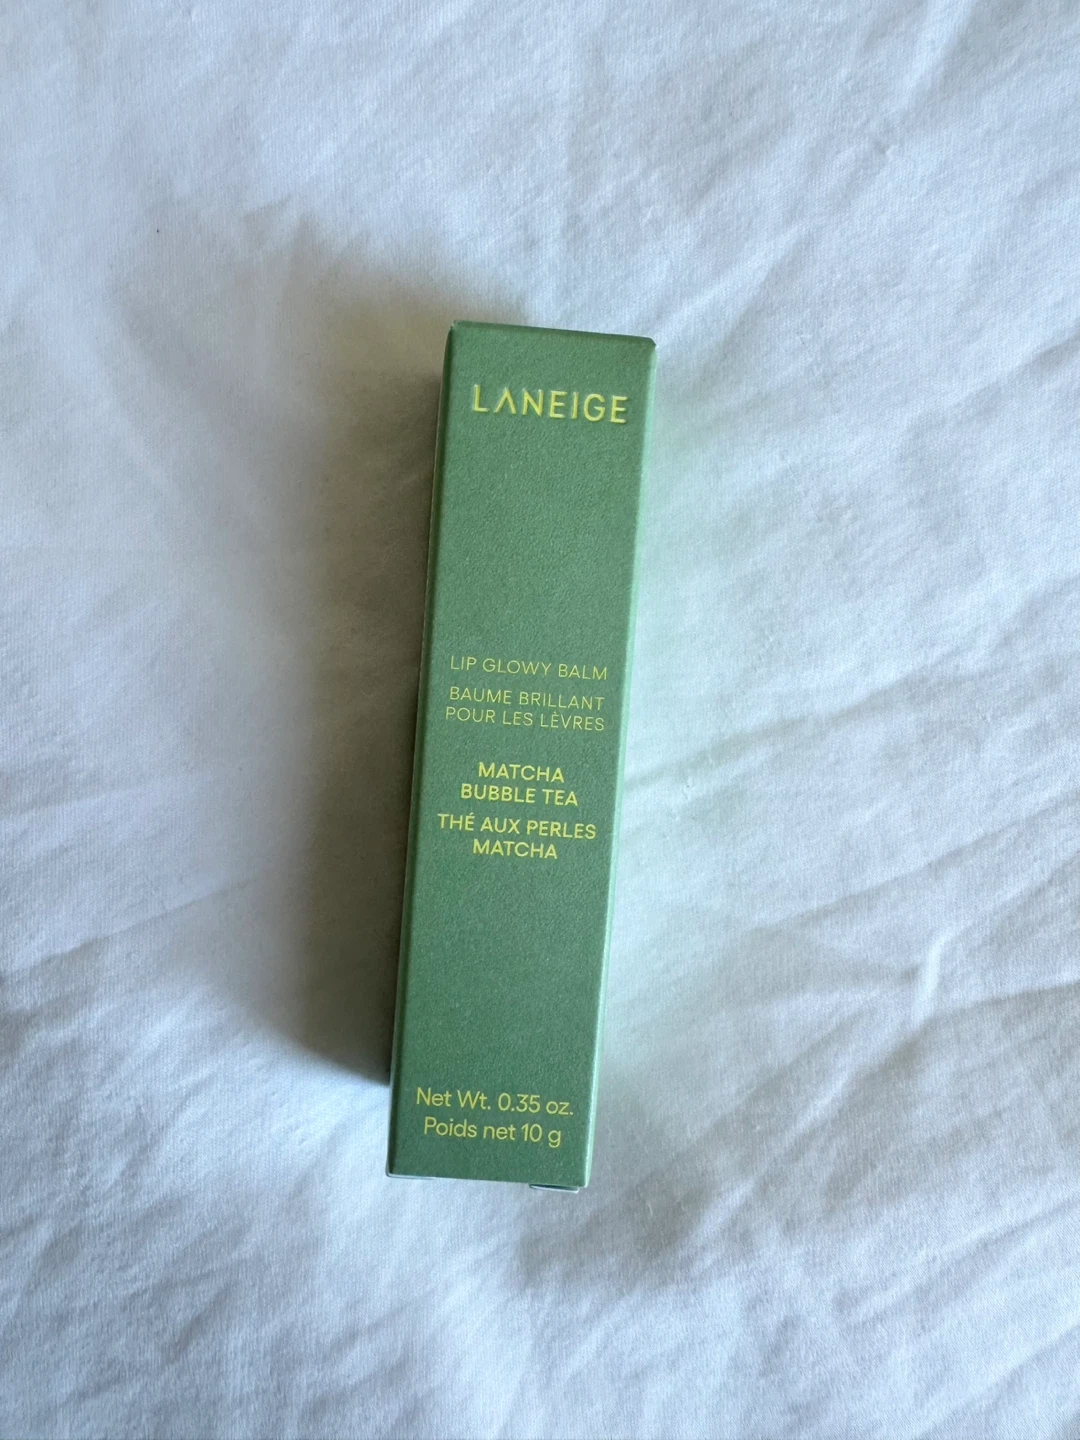 LANEIGE
LIP GLOWY BALM
BAUME BRILLANT
POUR LES LÈVRES
MATCHA
BUBBLE TEA
THÉ AUX PERLES
MATCHA
Net Wt. 0.35 oz.
Poids net 10 g